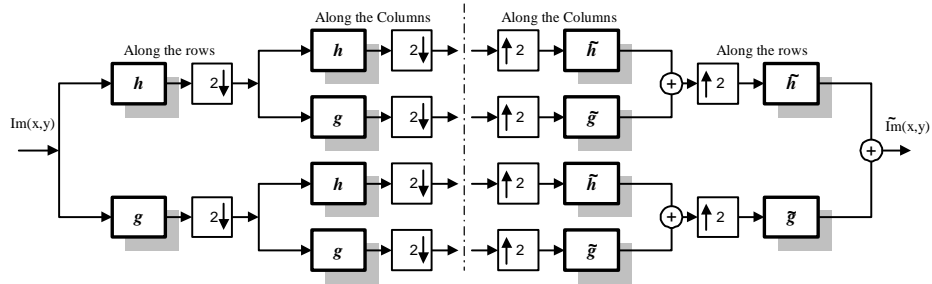 Along the Columns
Along the Columns
Along the rows
Along the rows
h
2
h
2
2
h̃
2
h̃
g
2
2
g̃
Im(x,y)
Ĩm(x,y)
h
2
2
h̃
g
2
2
g̃
g
2
2
g̃